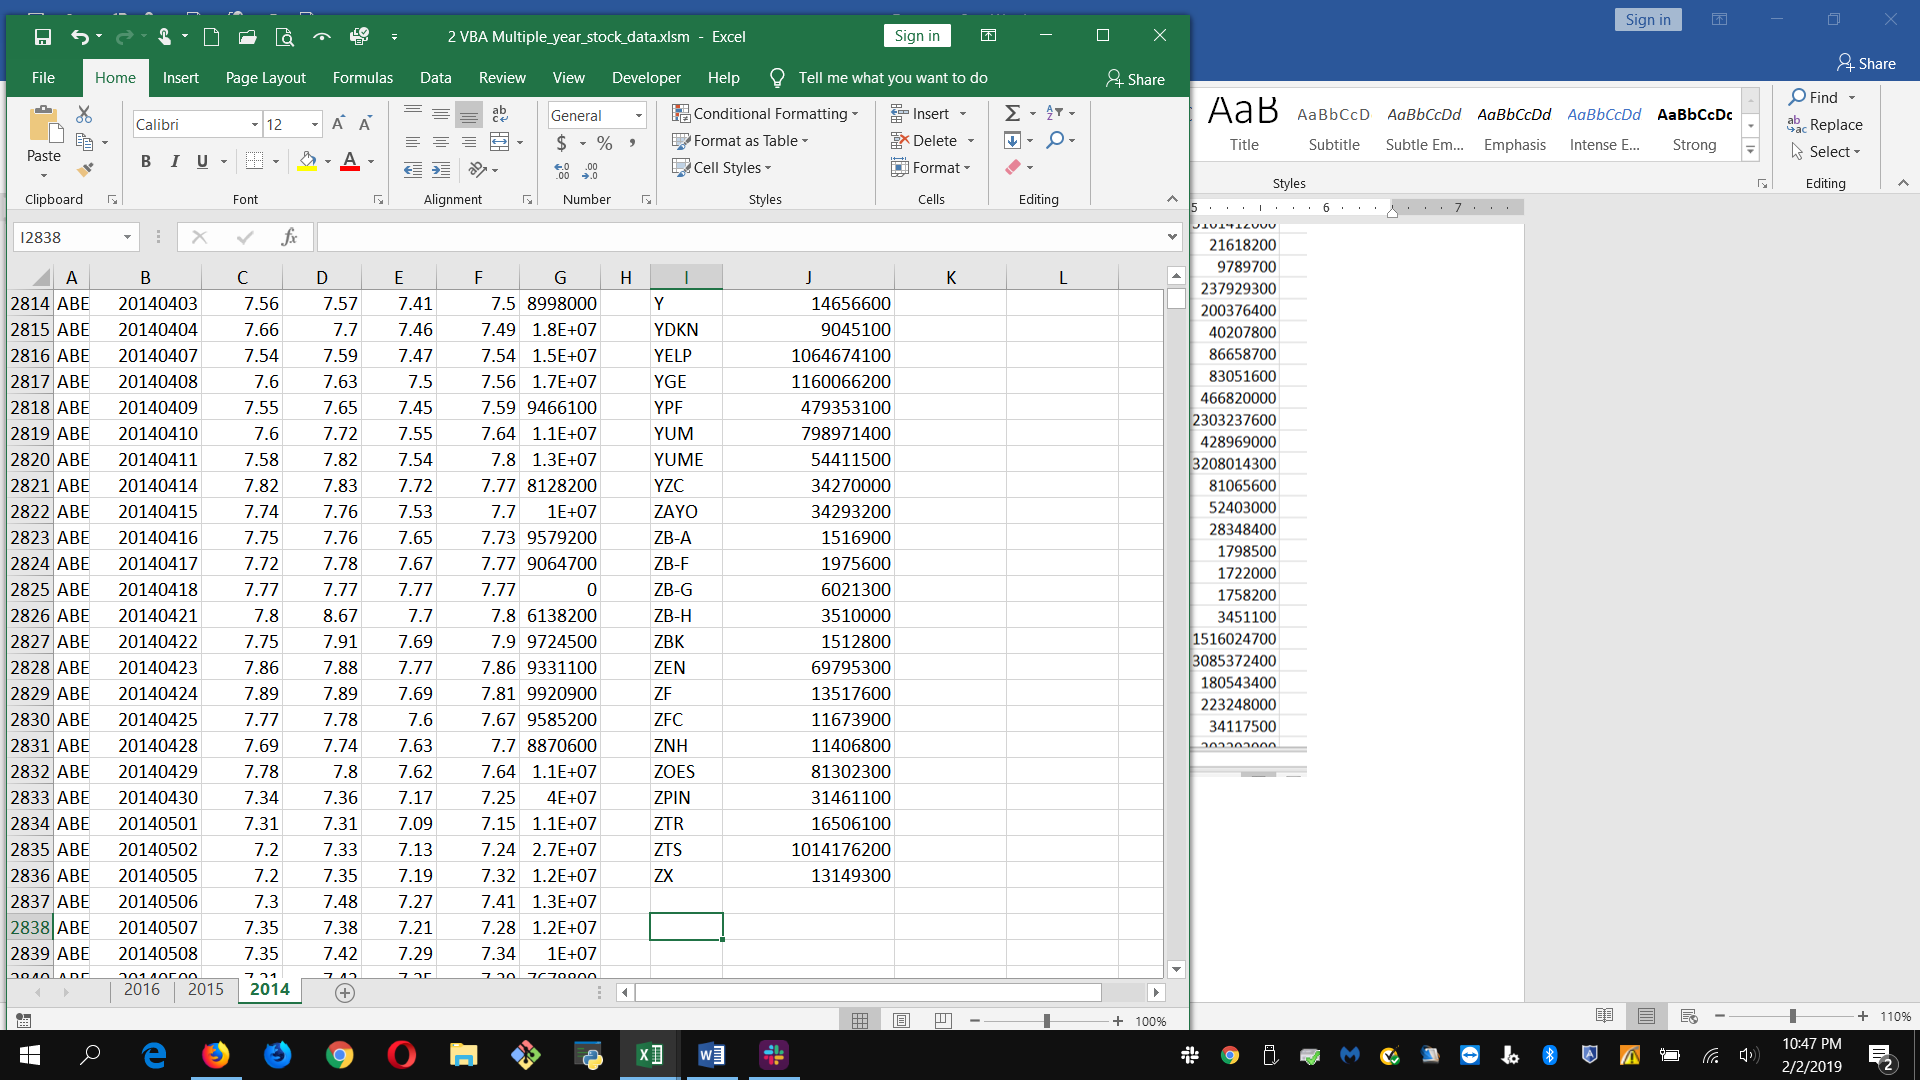 2 VBA Multiple_year_stock_data.xlsm - Excel
Sign in
Sign in
File Home Insert Page Layout Formulas Data Review View Developer Help Tell me what you want to do Share
Share
Paste
Clipboard
Calibri 12
B I U A
Font
ab
Alignment
General
$ % ,
Number
Conditional Formatting
Format as Table
Cell Styles
Styles
Insert
Delete
Format
Cells
Editing
AaB AaBbCcD AaBbCcDd AaBbCcDd AaBbCcDd AaBbCcDc
Title Subtitle Subtle Em... Emphasis Intense E... Strong
Styles
Find
Replace
Select
Editing
I2838 fx
5 6 7
A B C D E F G H I J K L
2814 ABE 20140403 7.56 7.57 7.41 7.5 8998000 Y 14656600
2815 ABE 20140404 7.66 7.7 7.46 7.49 1.8E+07 YDKN 9045100
2816 ABE 20140407 7.54 7.59 7.47 7.54 1.5E+07 YELP 1064674100
2817 ABE 20140408 7.6 7.63 7.5 7.56 1.7E+07 YGE 1160066200
2818 ABE 20140409 7.55 7.65 7.45 7.59 9466100 YPF 479353100
2819 ABE 20140410 7.6 7.72 7.55 7.64 1.1E+07 YUM 798971400
2820 ABE 20140411 7.58 7.82 7.54 7.8 1.3E+07 YUME 54411500
2821 ABE 20140414 7.82 7.83 7.72 7.77 8128200 YZC 34270000
2822 ABE 20140415 7.74 7.76 7.53 7.7 1E+07 ZAYO 34293200
2823 ABE 20140416 7.75 7.76 7.65 7.73 9579200 ZB-A 1516900
2824 ABE 20140417 7.72 7.78 7.67 7.77 9064700 ZB-F 1975600
2825 ABE 20140418 7.77 7.77 7.77 7.77 0 ZB-G 6021300
2826 ABE 20140421 7.8 8.67 7.7 7.8 6138200 ZB-H 3510000
2827 ABE 20140422 7.75 7.91 7.69 7.9 9724500 ZBK 1512800
2828 ABE 20140423 7.86 7.88 7.77 7.86 9331100 ZEN 69795300
2829 ABE 20140424 7.89 7.89 7.69 7.81 9920900 ZF 13517600
2830 ABE 20140425 7.77 7.78 7.6 7.67 9585200 ZFC 11673900
2831 ABE 20140428 7.69 7.74 7.63 7.7 8870600 ZNH 11406800
2832 ABE 20140429 7.78 7.8 7.62 7.64 1.1E+07 ZOES 81302300
2833 ABE 20140430 7.34 7.36 7.17 7.25 4E+07 ZPIN 31461100
2834 ABE 20140501 7.31 7.31 7.09 7.15 1.1E+07 ZTR 16506100
2835 ABE 20140502 7.2 7.33 7.13 7.24 2.7E+07 ZTS 1014176200
2836 ABE 20140505 7.2 7.35 7.19 7.32 1.2E+07 ZX 13149300
2837 ABE 20140506 7.3 7.48 7.27 7.41 1.3E+07
2838 ABE 20140507 7.35 7.38 7.21 7.28 1.2E+07
2839 ABE 20140508 7.35 7.42 7.29 7.34 1E+07
21618200
9789700
237929300
200376400
40207800
86658700
83051600
466820000
2303237600
428969000
3208014300
81065600
52403000
28348400
1798500
1722000
1758200
3451100
1516024700
3085372400
180543400
223248000
34117500
2016 2015 2014
100%
110%
10:47 PM
2/2/2019
2